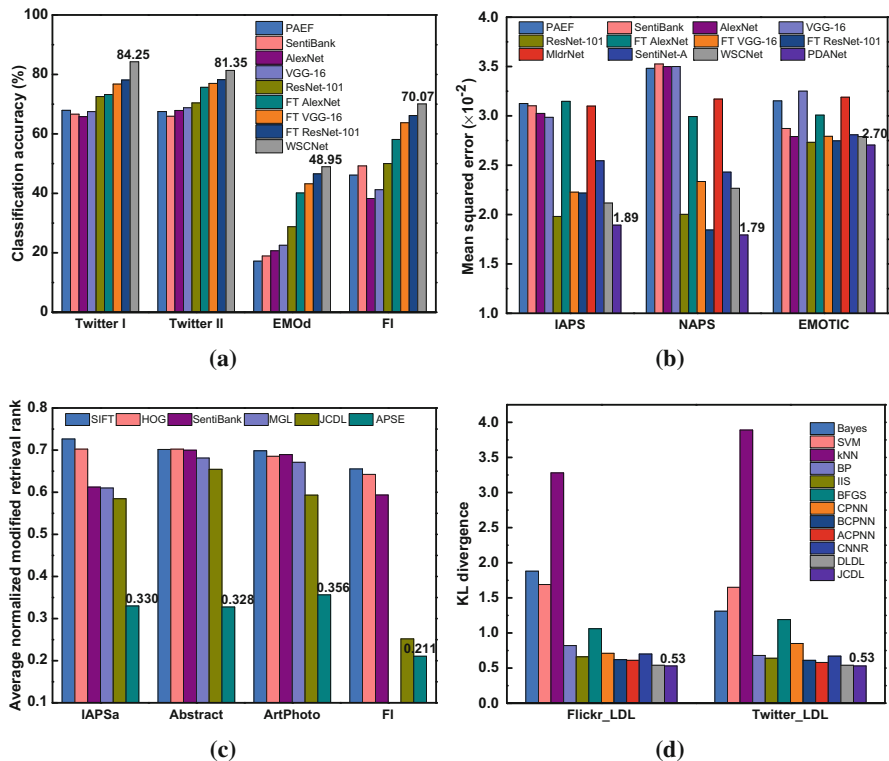 100
80
60
40
20
0
Classification accuracy (%)
84.25
81.35
48.95
70.07
PAEF
SentiBank
AlexNet
VGG-16
ResNet-101
FT AlexNet
FT VGG-16
FT ResNet-101
WSCNet
Twitter I Twitter II EMOd FI
(a)
4.0
3.5
3.0
2.5
2.0
1.5
1.0
Mean squared error (×10⁻²)
PAEF SentiBank AlexNet VGG-16
ResNet-101 FT AlexNet FT VGG-16 FT ResNet-101
MldrNet SentiNet-A WSCNet PDANet
1.89
1.79
2.70
IAPS NAPS EMOTIC
(b)
0.8
0.7
0.6
0.5
0.4
0.3
0.2
0.1
Average normalized modified retrieval rank
SIFT HOG SentiBank MGL JCDL APSE
0.330
0.328
0.356
0.211
IAPSa Abstract ArtPhoto FI
(c)
4.0
3.5
3.0
2.5
2.0
1.5
1.0
0.5
0.0
KL divergence
Bayes
SVM
kNN
BP
IIS
BFGS
CPNN
BCPNN
ACPNN
CNNR
DLDL
JCDL
0.53
0.53
Flickr_LDL Twitter_LDL
(d)